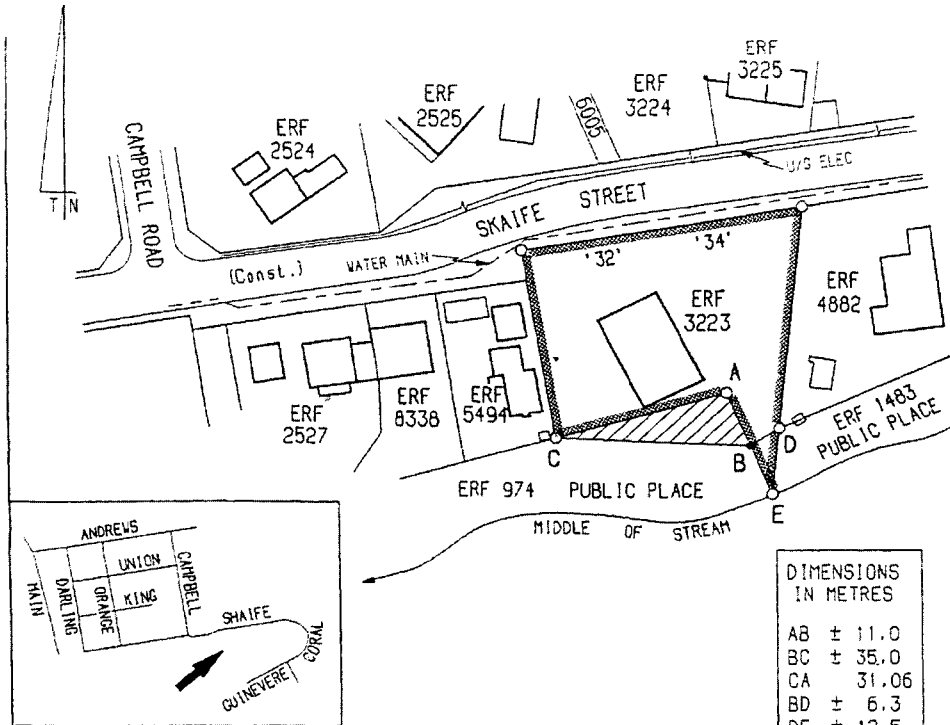 ERF
3225
ERF
3224
ERF
2525
6005
ERF
2524
CAMPBELL ROAD
U/G ELEC
T N
SKAIFE STREET
(Const.)
WATER MAIN
'32'
'34'
ERF
3223
ERF
4882
A
ERF
2527
ERF
8338
ERF
5494
C
B
D
ERF 1483
PUBLIC PLACE
E
ERF 974 PUBLIC PLACE
MIDDLE OF STREAM
ANDREWS
UNION
CAMPBELL
MAIN
DARLING
ORANGE
KING
SHAIFE
CORAL
GUINEVERE
DIMENSIONS
IN METRES
AB ± 11.0
BC ± 35.0
CA 31.06
BD ± 6.3